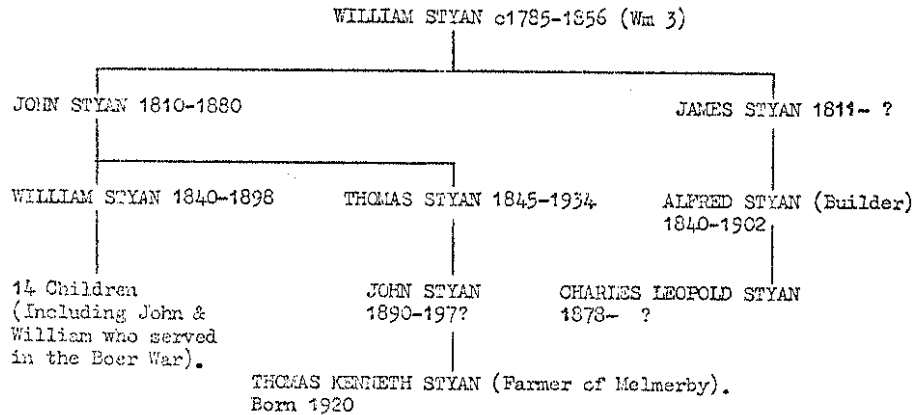 WILLIAM STYAN c1785-1856 (Wm 3)
JOHN STYAN 1810-1880
JAMES STYAN 1811- ?
WILLIAM STYAN 1840-1898
THOMAS STYAN 1845-1934
ALFRED STYAN (Builder)
1840-1902
14 Children
(Including John &
William who served
in the Boer War).
JOHN STYAN
1890-197?
CHARLES LEOPOLD STYAN
1878- ?
THOMAS KENNETH STYAN (Farmer of Melmerby).
Born 1920